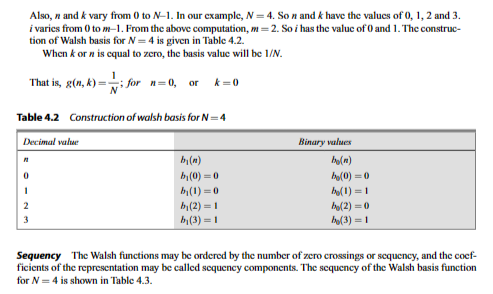 Also, n and k vary from 0 to N–1. In our example, N = 4. So n and k have the values of 0, 1, 2 and 3.
i varies from 0 to m–1. From the above computation, m = 2. So i has the value of 0 and 1. The construc-
tion of Walsh basis for N = 4 is given in Table 4.2.
When k or n is equal to zero, the basis value will be 1/N.
That is, g(n, k) = 1/N; for n = 0, or k = 0
Table 4.2 Construction of walsh basis for N = 4
Decimal value Binary values
n b₁(n) b₀(n)
0 b₁(0) = 0 b₀(0) = 0
1 b₁(1) = 0 b₀(1) = 1
2 b₁(2) = 1 b₀(2) = 0
3 b₁(3) = 1 b₀(3) = 1
Sequency The Walsh functions may be ordered by the number of zero crossings or sequency, and the coef-
ficients of the representation may be called sequency components. The sequency of the Walsh basis function
for N = 4 is shown in Table 4.3.